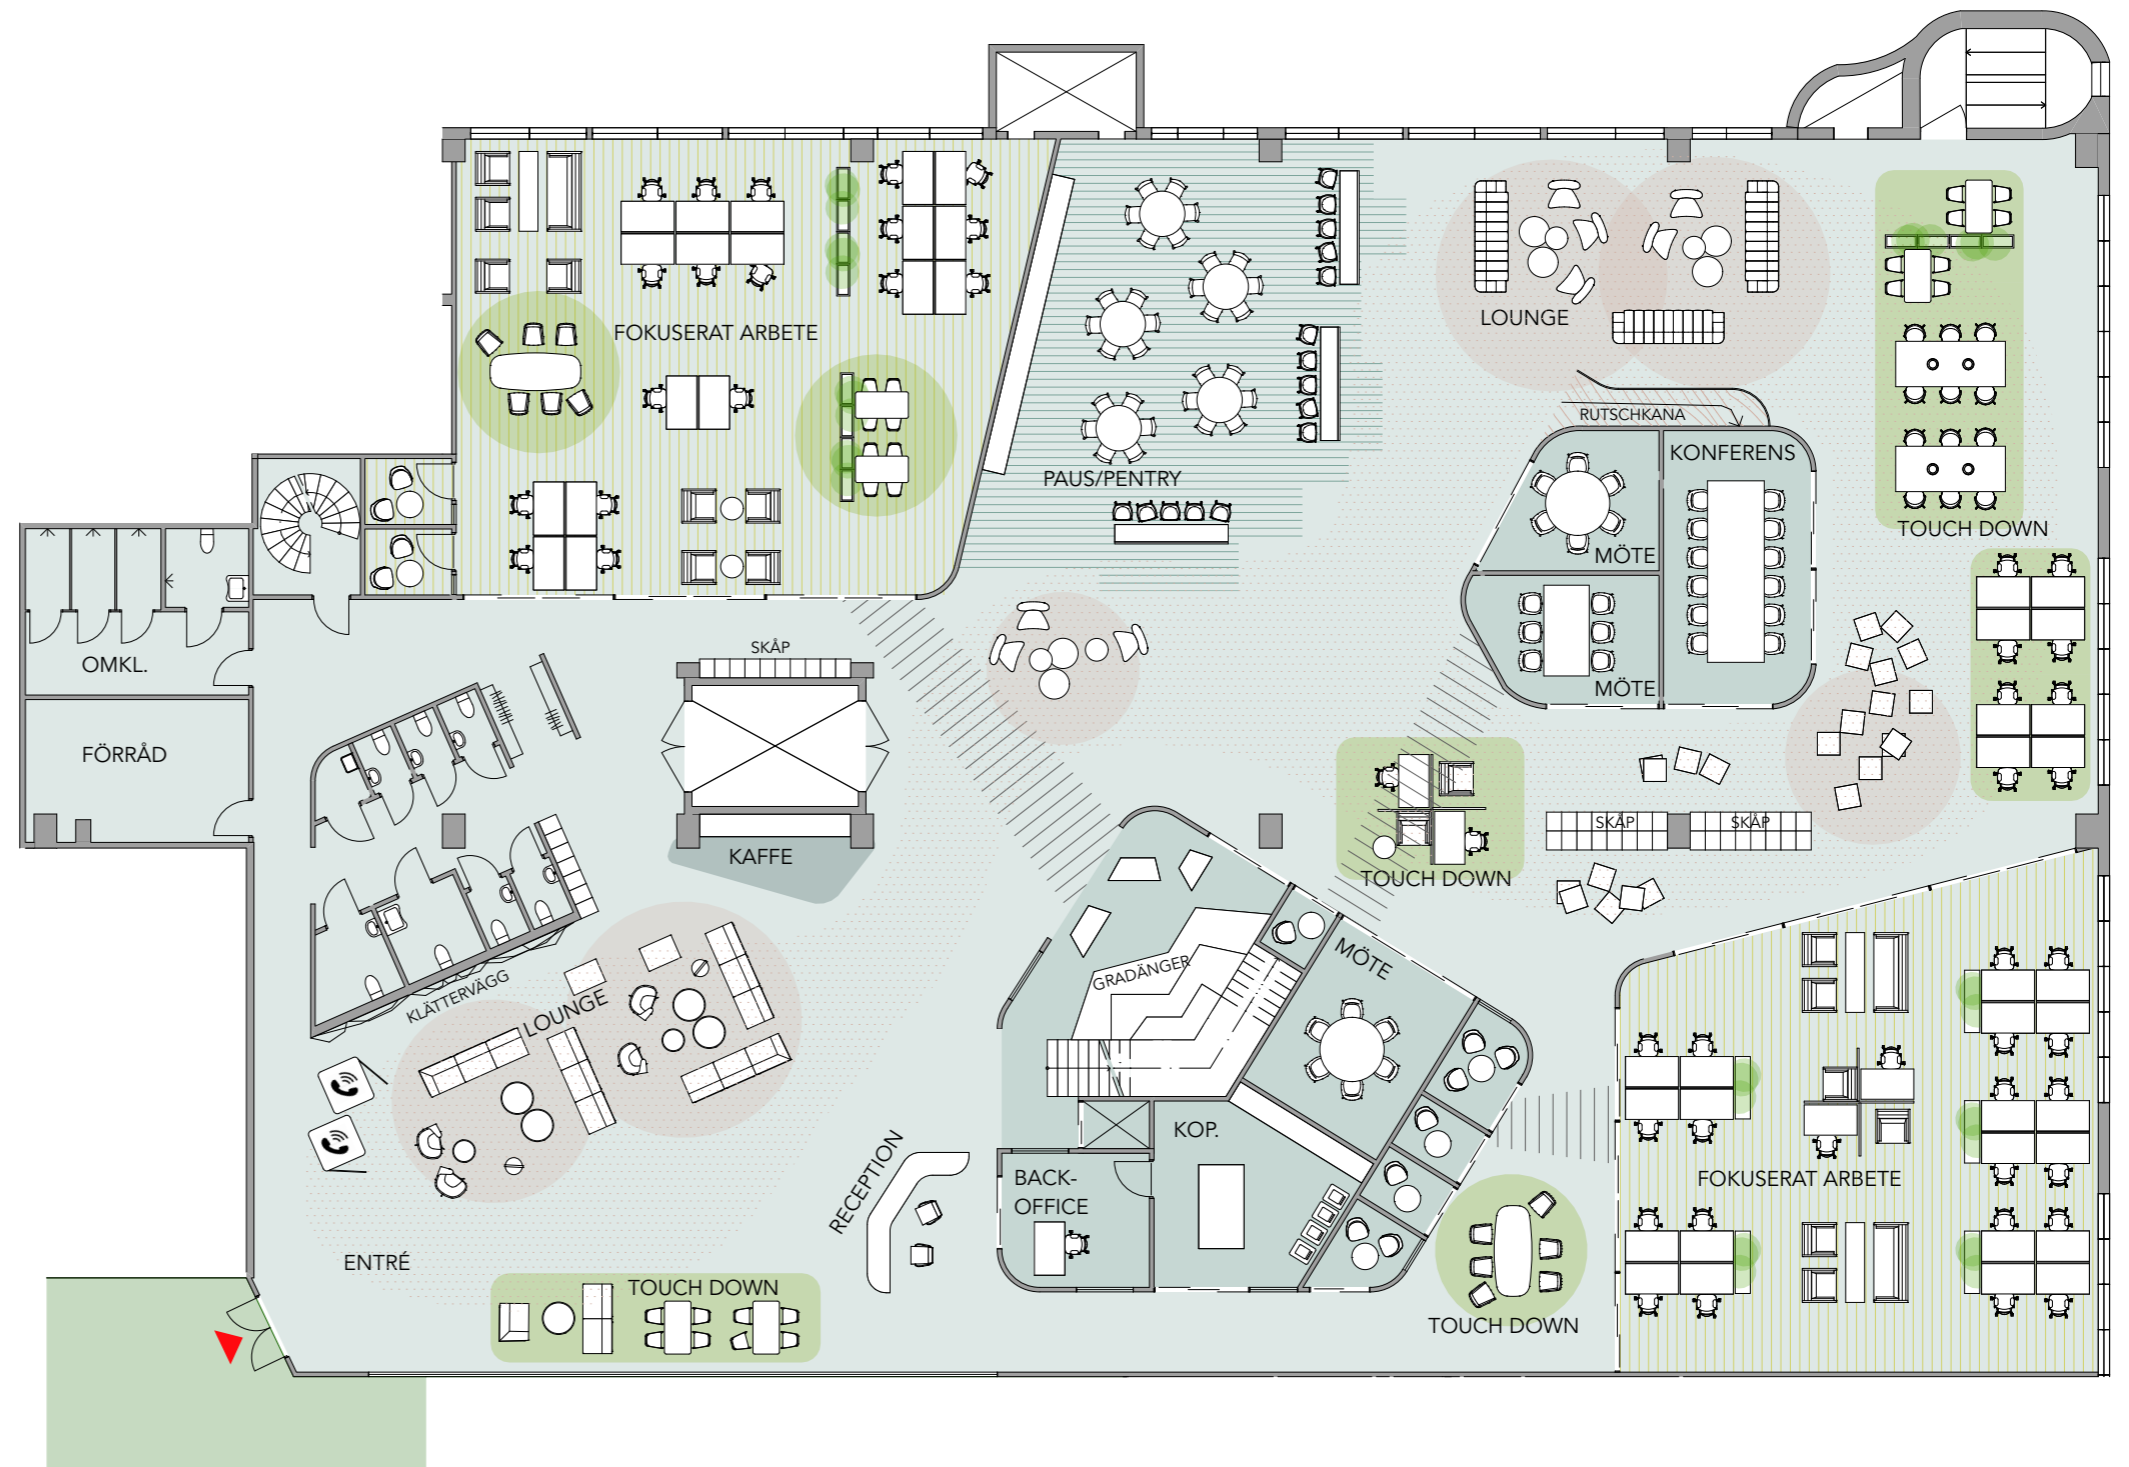 FOKUSERAT ARBETE
LOUNGE
RUTSCHKANA
KONFERENS
PAUS/PENTRY
TOUCH DOWN
MÖTE
MÖTE
OMKL.
SKÅP
FÖRRÅD
KAFFE
SKÅP
SKÅP
TOUCH DOWN
MÖTE
GRADÄNGER
KLÄTTERVÄGG
LOUNGE
KOP.
RECEPTION
BACK-
OFFICE
FOKUSERAT ARBETE
ENTRÉ
TOUCH DOWN
TOUCH DOWN